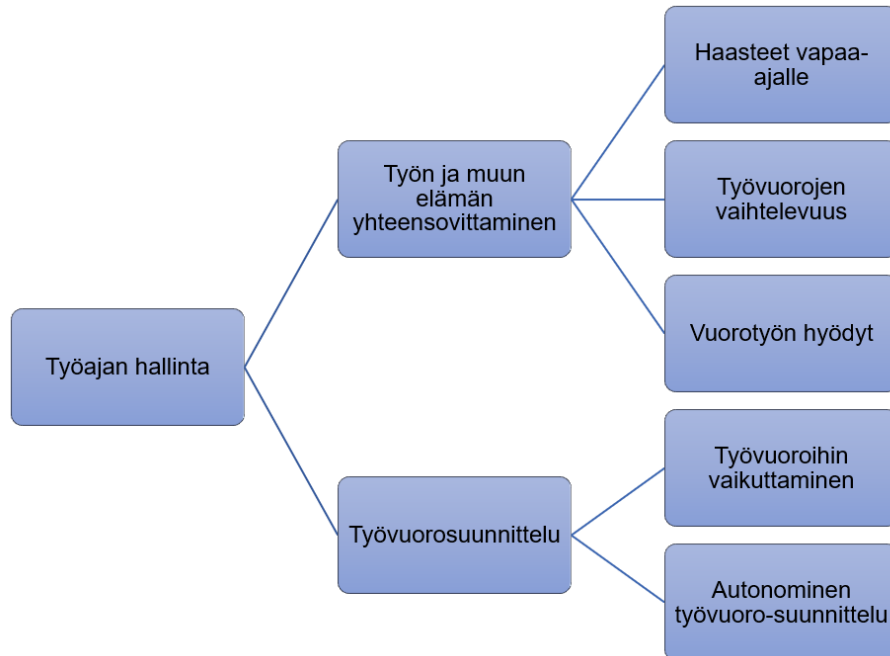 Haasteet vapaa-
ajalle
Työn ja muun
elämän
yhteensovittaminen
Työvuorojen
vaihtelevuus
Vuorotyön hyödyt
Työajan hallinta
Työvuoroihin
vaikuttaminen
Työvuorosuunnittelu
Autonominen
työvuoro-suunnittelu